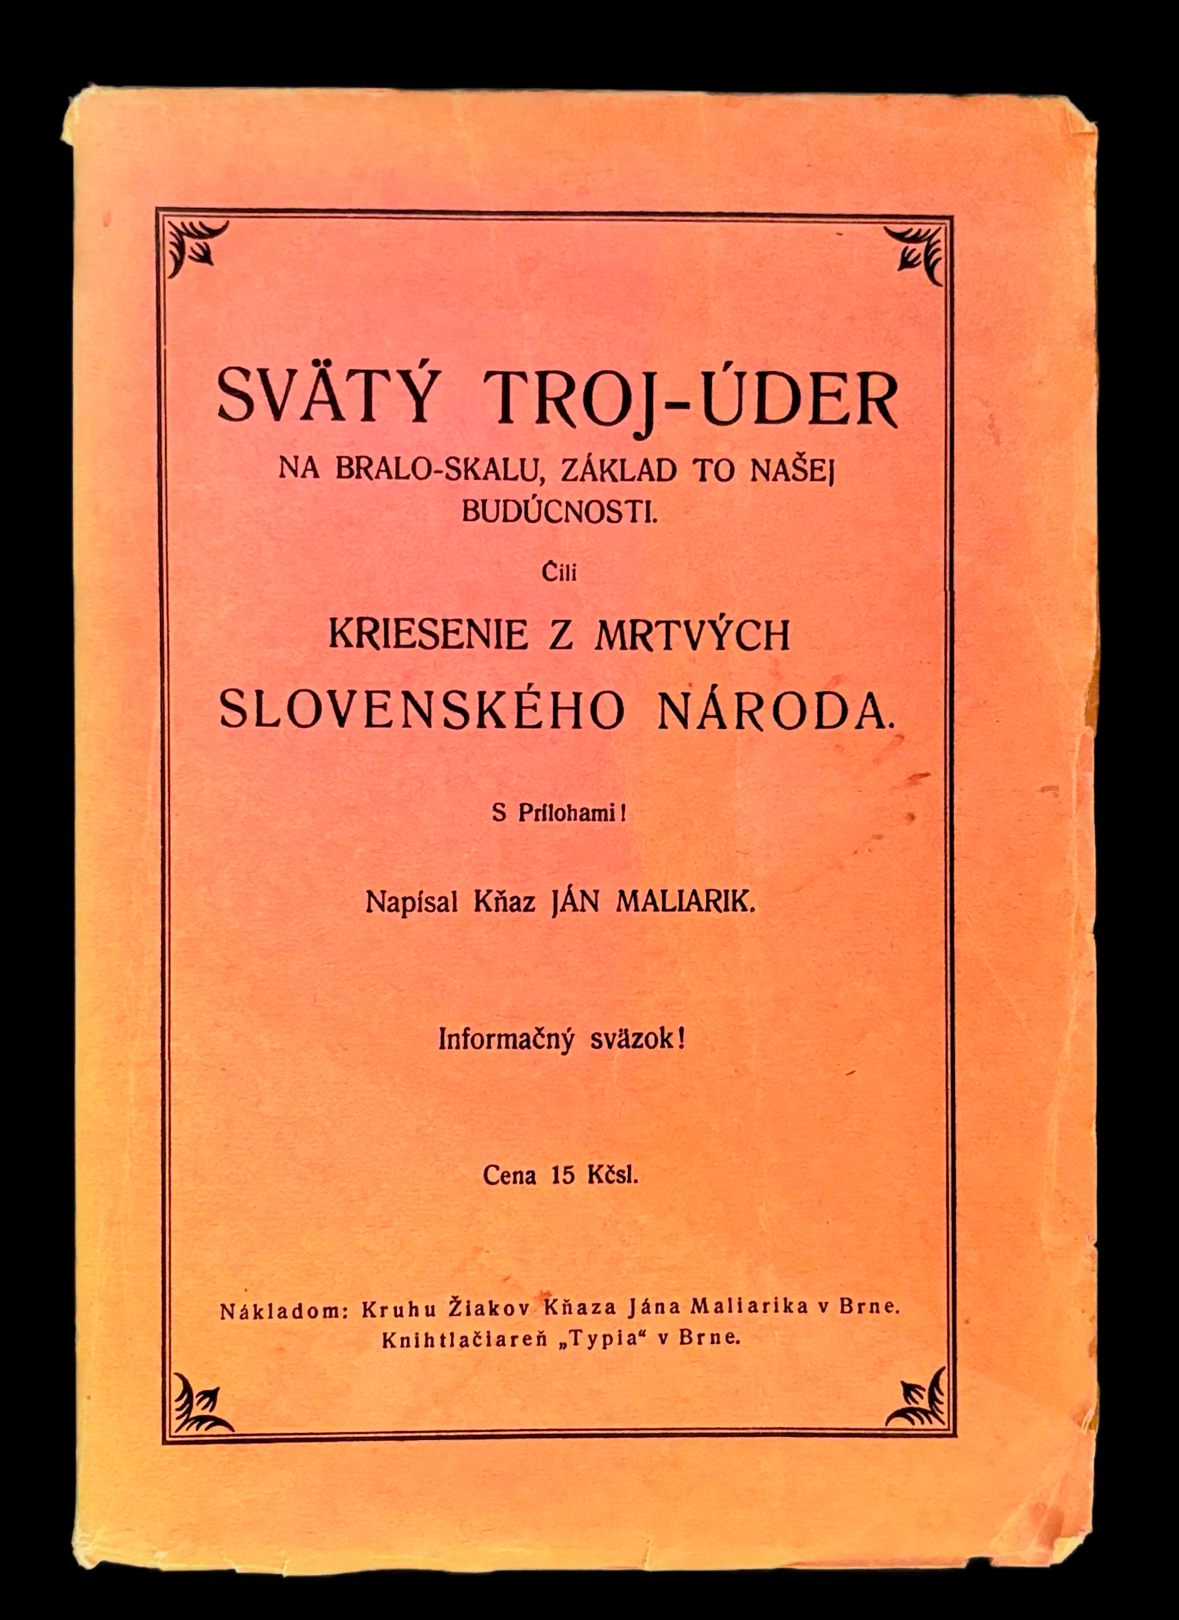 SVÄTÝ TROJ-ÚDER
NA BRALO-SKALU, ZÁKLAD TO NAŠEJ
BUDÚCNOSTI.
Čili
KRIESENIE Z MRTVÝCH
SLOVENSKÉHO NÁRODA.
S Prílohami!
Napísal Kňaz JÁN MALIARIK.
Informačný sväzok!
Cena 15 Kčsl.
Nákladom: Kruhu Žiakov Kňaza Jána Maliarika v Brne.
Knihtlačiareň „Typia“ v Brne.